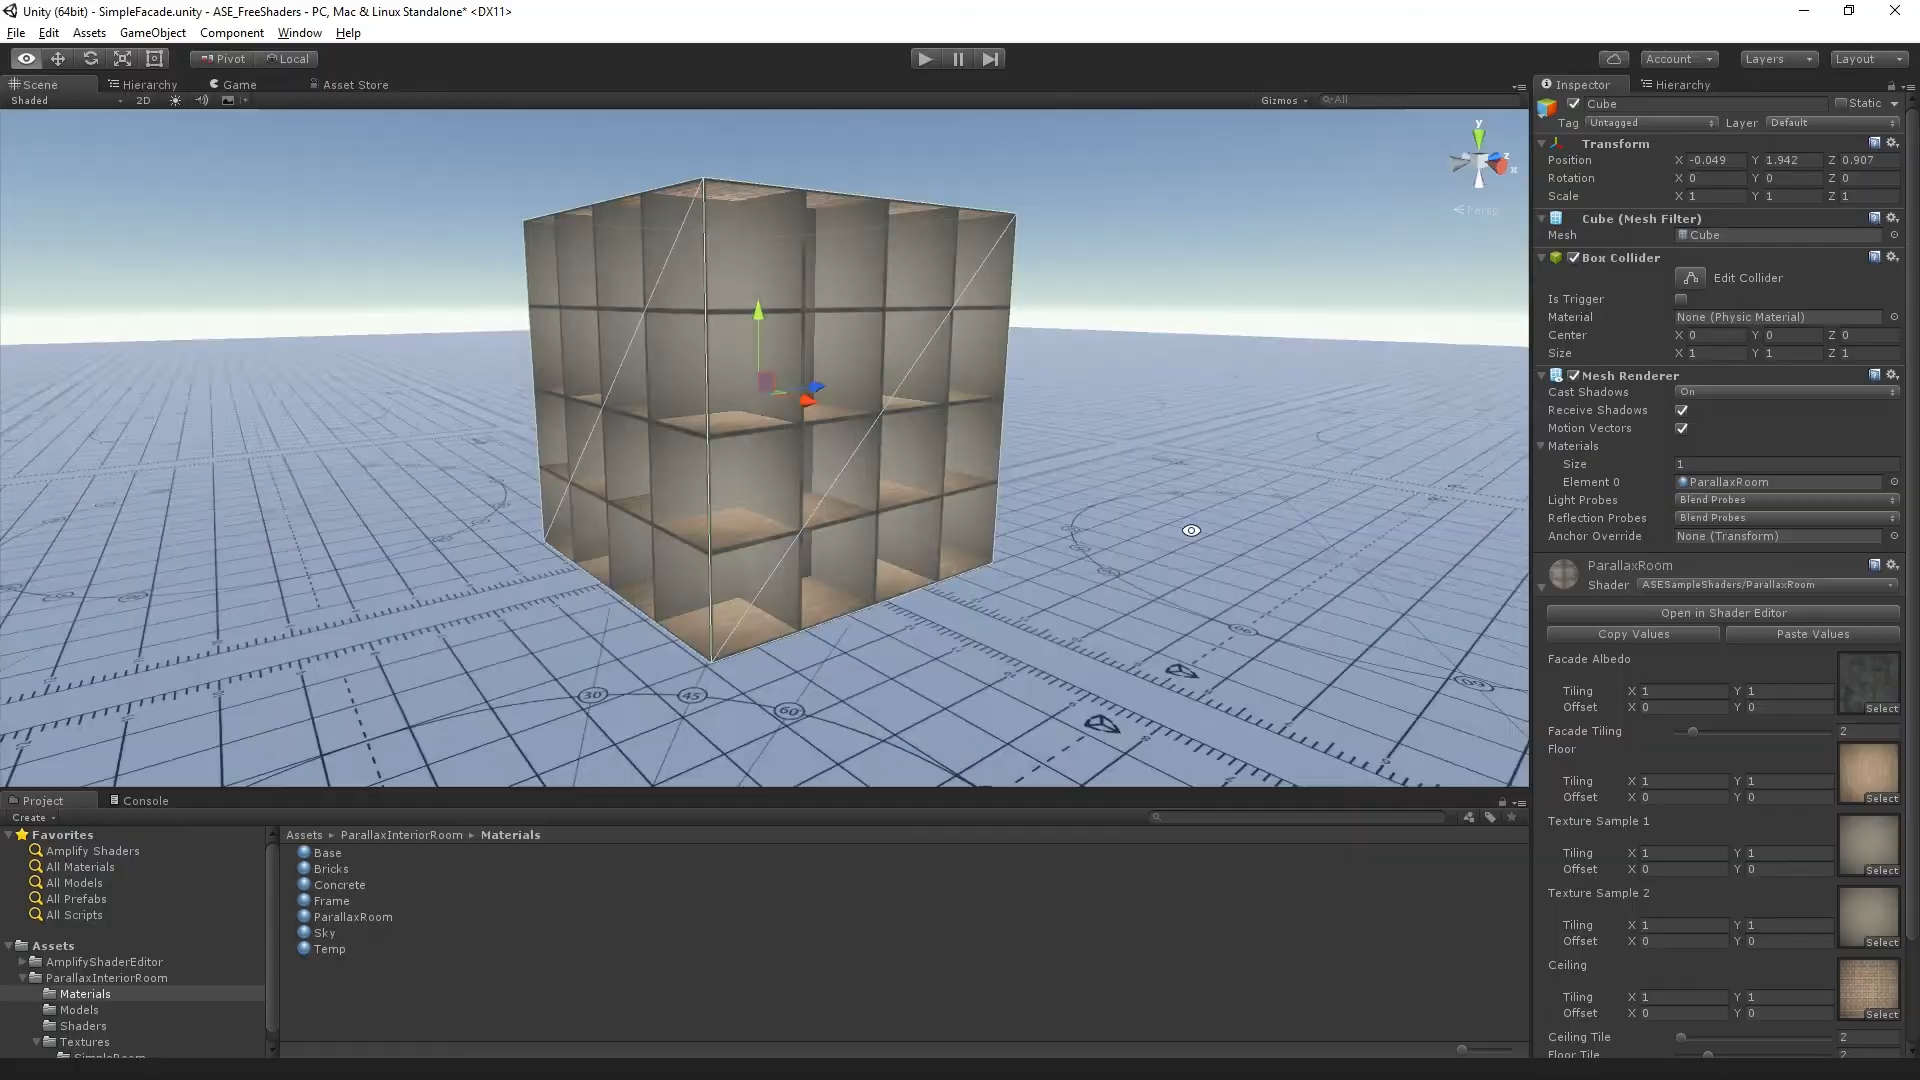 Unity (64bit) - SimpleFacade.unity - ASE_FreeShaders - PC, Mac & Linux Standalone* <DX11>
File Edit Assets GameObject Component Window Help
Pivot Local Account Layers Layout
Scene Hierarchy Game Asset Store
Shaded 2D Gizmos All
y
z
x
Persp
30 45 60
Project Console
Create
Favorites
Amplify Shaders
All Materials
All Models
All Prefabs
All Scripts
Assets
AmplifyShaderEditor
ParallaxInteriorRoom
Materials
Models
Shaders
Textures
SimpleRoom
Assets ▸ ParallaxInteriorRoom ▸ Materials
Base
Bricks
Concrete
Frame
ParallaxRoom
Sky
Temp
Inspector Hierarchy
Cube Static
Tag Untagged Layer Default
Transform
Position X -0.049 Y 1.942 Z 0.907
Rotation X 0 Y 0 Z 0
Scale X 1 Y 1 Z 1
Cube (Mesh Filter)
Mesh Cube
Box Collider
Edit Collider
Is Trigger
Material None (Physic Material)
Center X 0 Y 0 Z 0
Size X 1 Y 1 Z 1
Mesh Renderer
Cast Shadows On
Receive Shadows
Motion Vectors
Materials
Size 1
Element 0 ParallaxRoom
Light Probes Blend Probes
Reflection Probes Blend Probes
Anchor Override None (Transform)
ParallaxRoom
Shader ASESampleShaders/ParallaxRoom
Open in Shader Editor
Copy Values Paste Values
Facade Albedo
Tiling X 1 Y 1
Offset X 0 Y 0 Select
Facade Tiling 2
Floor
Tiling X 1 Y 1
Offset X 0 Y 0 Select
Texture Sample 1
Tiling X 1 Y 1
Offset X 0 Y 0 Select
Texture Sample 2
Tiling X 1 Y 1
Offset X 0 Y 0 Select
Ceiling
Tiling X 1 Y 1
Offset X 0 Y 0 Select
Ceiling Tile 2
Floor Tile 2